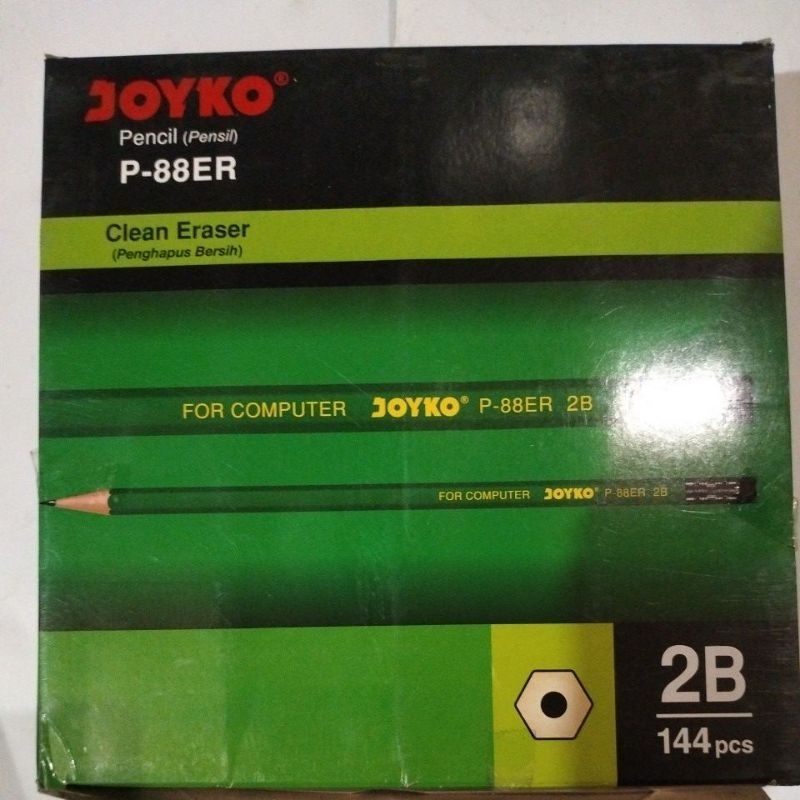 JOYKO®
Pencil (Pensil)
P-88ER
Clean Eraser
(Penghapus Bersih)
FOR COMPUTER JOYKO® P-88ER 2B
FOR COMPUTER JOYKO® P-88ER 2B
2B
144 pcs